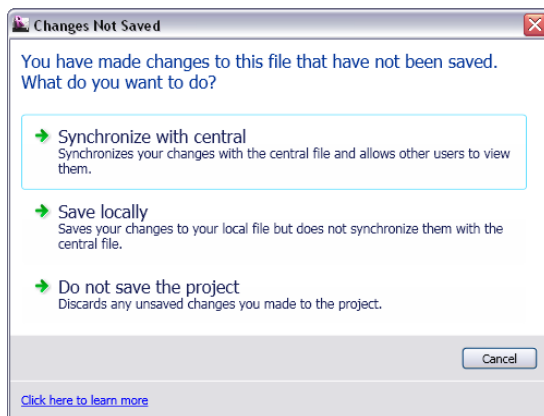 Changes Not Saved
You have made changes to this file that have not been saved.
What do you want to do?
Synchronize with central
Synchronizes your changes with the central file and allows other users to view
them.
Save locally
Saves your changes to your local file but does not synchronize them with the
central file.
Do not save the project
Discards any unsaved changes you made to the project.
Cancel
Click here to learn more